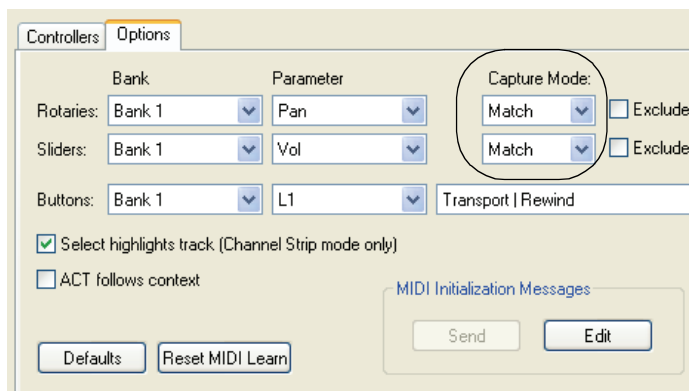 Controllers Options
Bank Parameter Capture Mode:
Rotaries: Bank 1 Pan Match Exclude
Sliders: Bank 1 Vol Match Exclude
Buttons: Bank 1 L1 Transport | Rewind
Select highlights track (Channel Strip mode only)
ACT follows context
MIDI Initialization Messages
Send Edit
Defaults Reset MIDI Learn